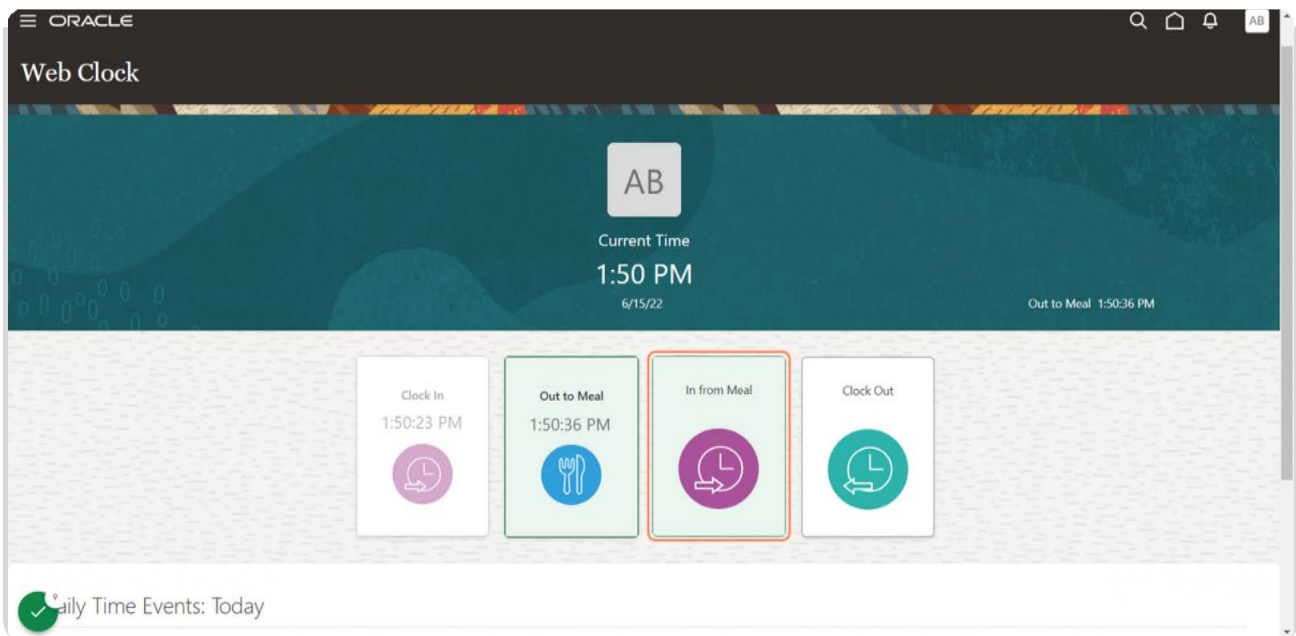 ORACLE
AB
Web Clock
AB
Current Time
1:50 PM
6/15/22
Out to Meal 1:50:36 PM
Clock In
1:50:23 PM
Out to Meal
1:50:36 PM
In from Meal
Clock Out
aily Time Events: Today